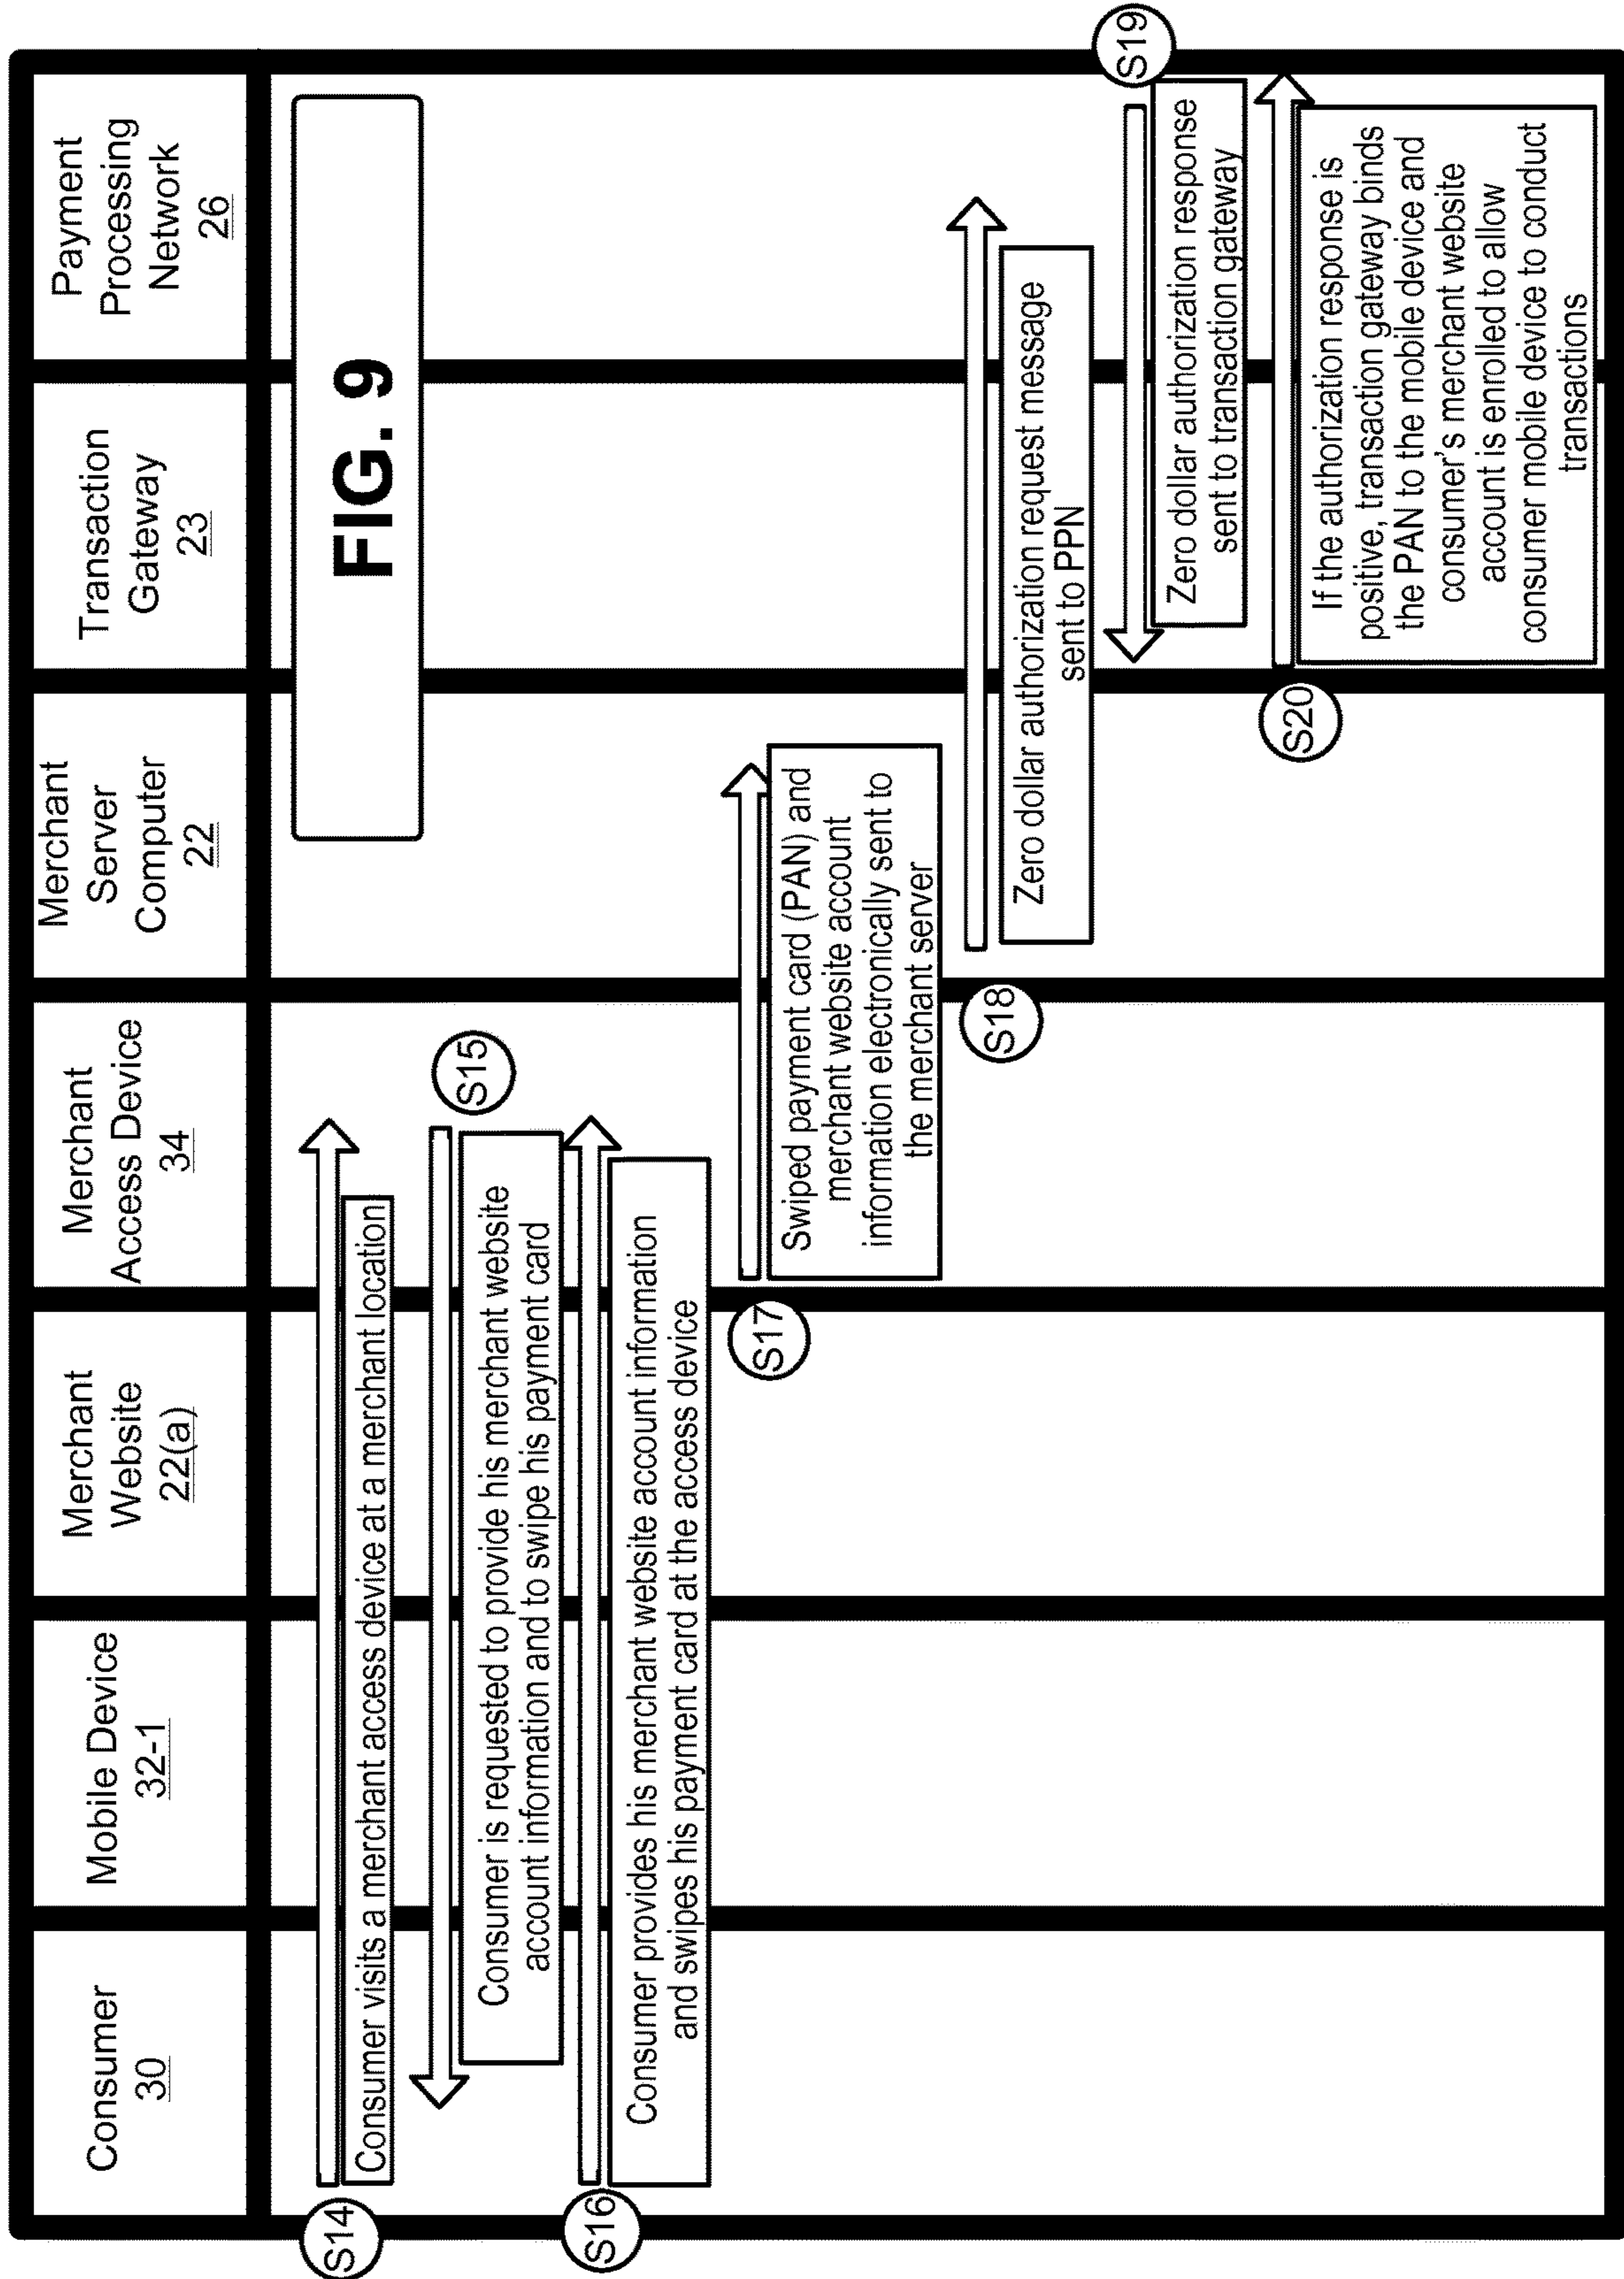 Consumer
30
Mobile Device
32-1
Merchant
Website
22(a)
Merchant
Access Device
34
Merchant
Server
Computer
22
Transaction
Gateway
23
Payment
Processing
Network
26
FIG. 9
S14
Consumer visits a merchant access device at a merchant location
S15
Consumer is requested to provide his merchant website
account information and to swipe his payment card
S16
Consumer provides his merchant website account information
and swipes his payment card at the access device
S17
Swiped payment card (PAN) and
merchant website account
information electronically sent to
the merchant server
S18
Zero dollar authorization request message
sent to PPN
S19
Zero dollar authorization response
sent to transaction gateway
S20
If the authorization response is
positive, transaction gateway binds
the PAN to the mobile device and
consumer's merchant website
account is enrolled to allow
consumer mobile device to conduct
transactions